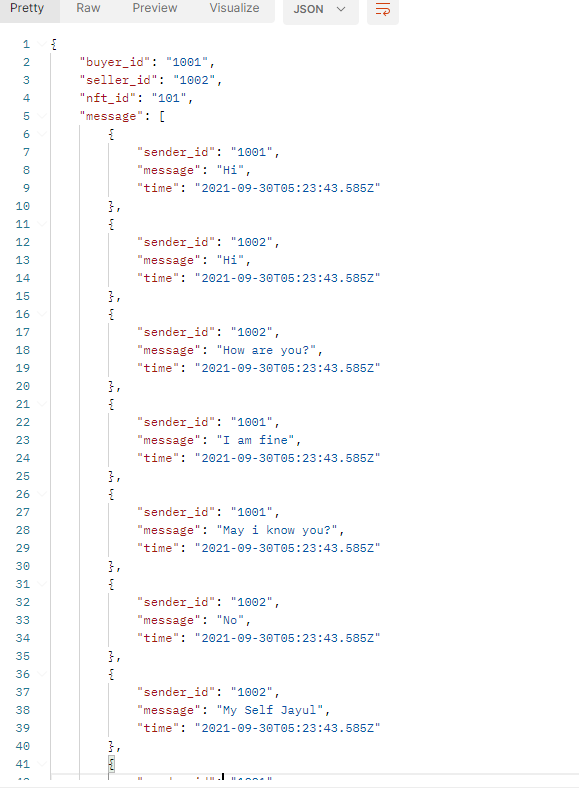 Pretty Raw Preview Visualize JSON
1 {
2 "buyer_id": "1001",
3 "seller_id": "1002",
4 "nft_id": "101",
5 "message": [
6 {
7 "sender_id": "1001",
8 "message": "Hi",
9 "time": "2021-09-30T05:23:43.585Z"
10 },
11 {
12 "sender_id": "1002",
13 "message": "Hi",
14 "time": "2021-09-30T05:23:43.585Z"
15 },
16 {
17 "sender_id": "1002",
18 "message": "How are you?",
19 "time": "2021-09-30T05:23:43.585Z"
20 },
21 {
22 "sender_id": "1001",
23 "message": "I am fine",
24 "time": "2021-09-30T05:23:43.585Z"
25 },
26 {
27 "sender_id": "1001",
28 "message": "May i know you?",
29 "time": "2021-09-30T05:23:43.585Z"
30 },
31 {
32 "sender_id": "1002",
33 "message": "No",
34 "time": "2021-09-30T05:23:43.585Z"
35 },
36 {
37 "sender_id": "1002",
38 "message": "My Self Jayul",
39 "time": "2021-09-30T05:23:43.585Z"
40 },
41 {